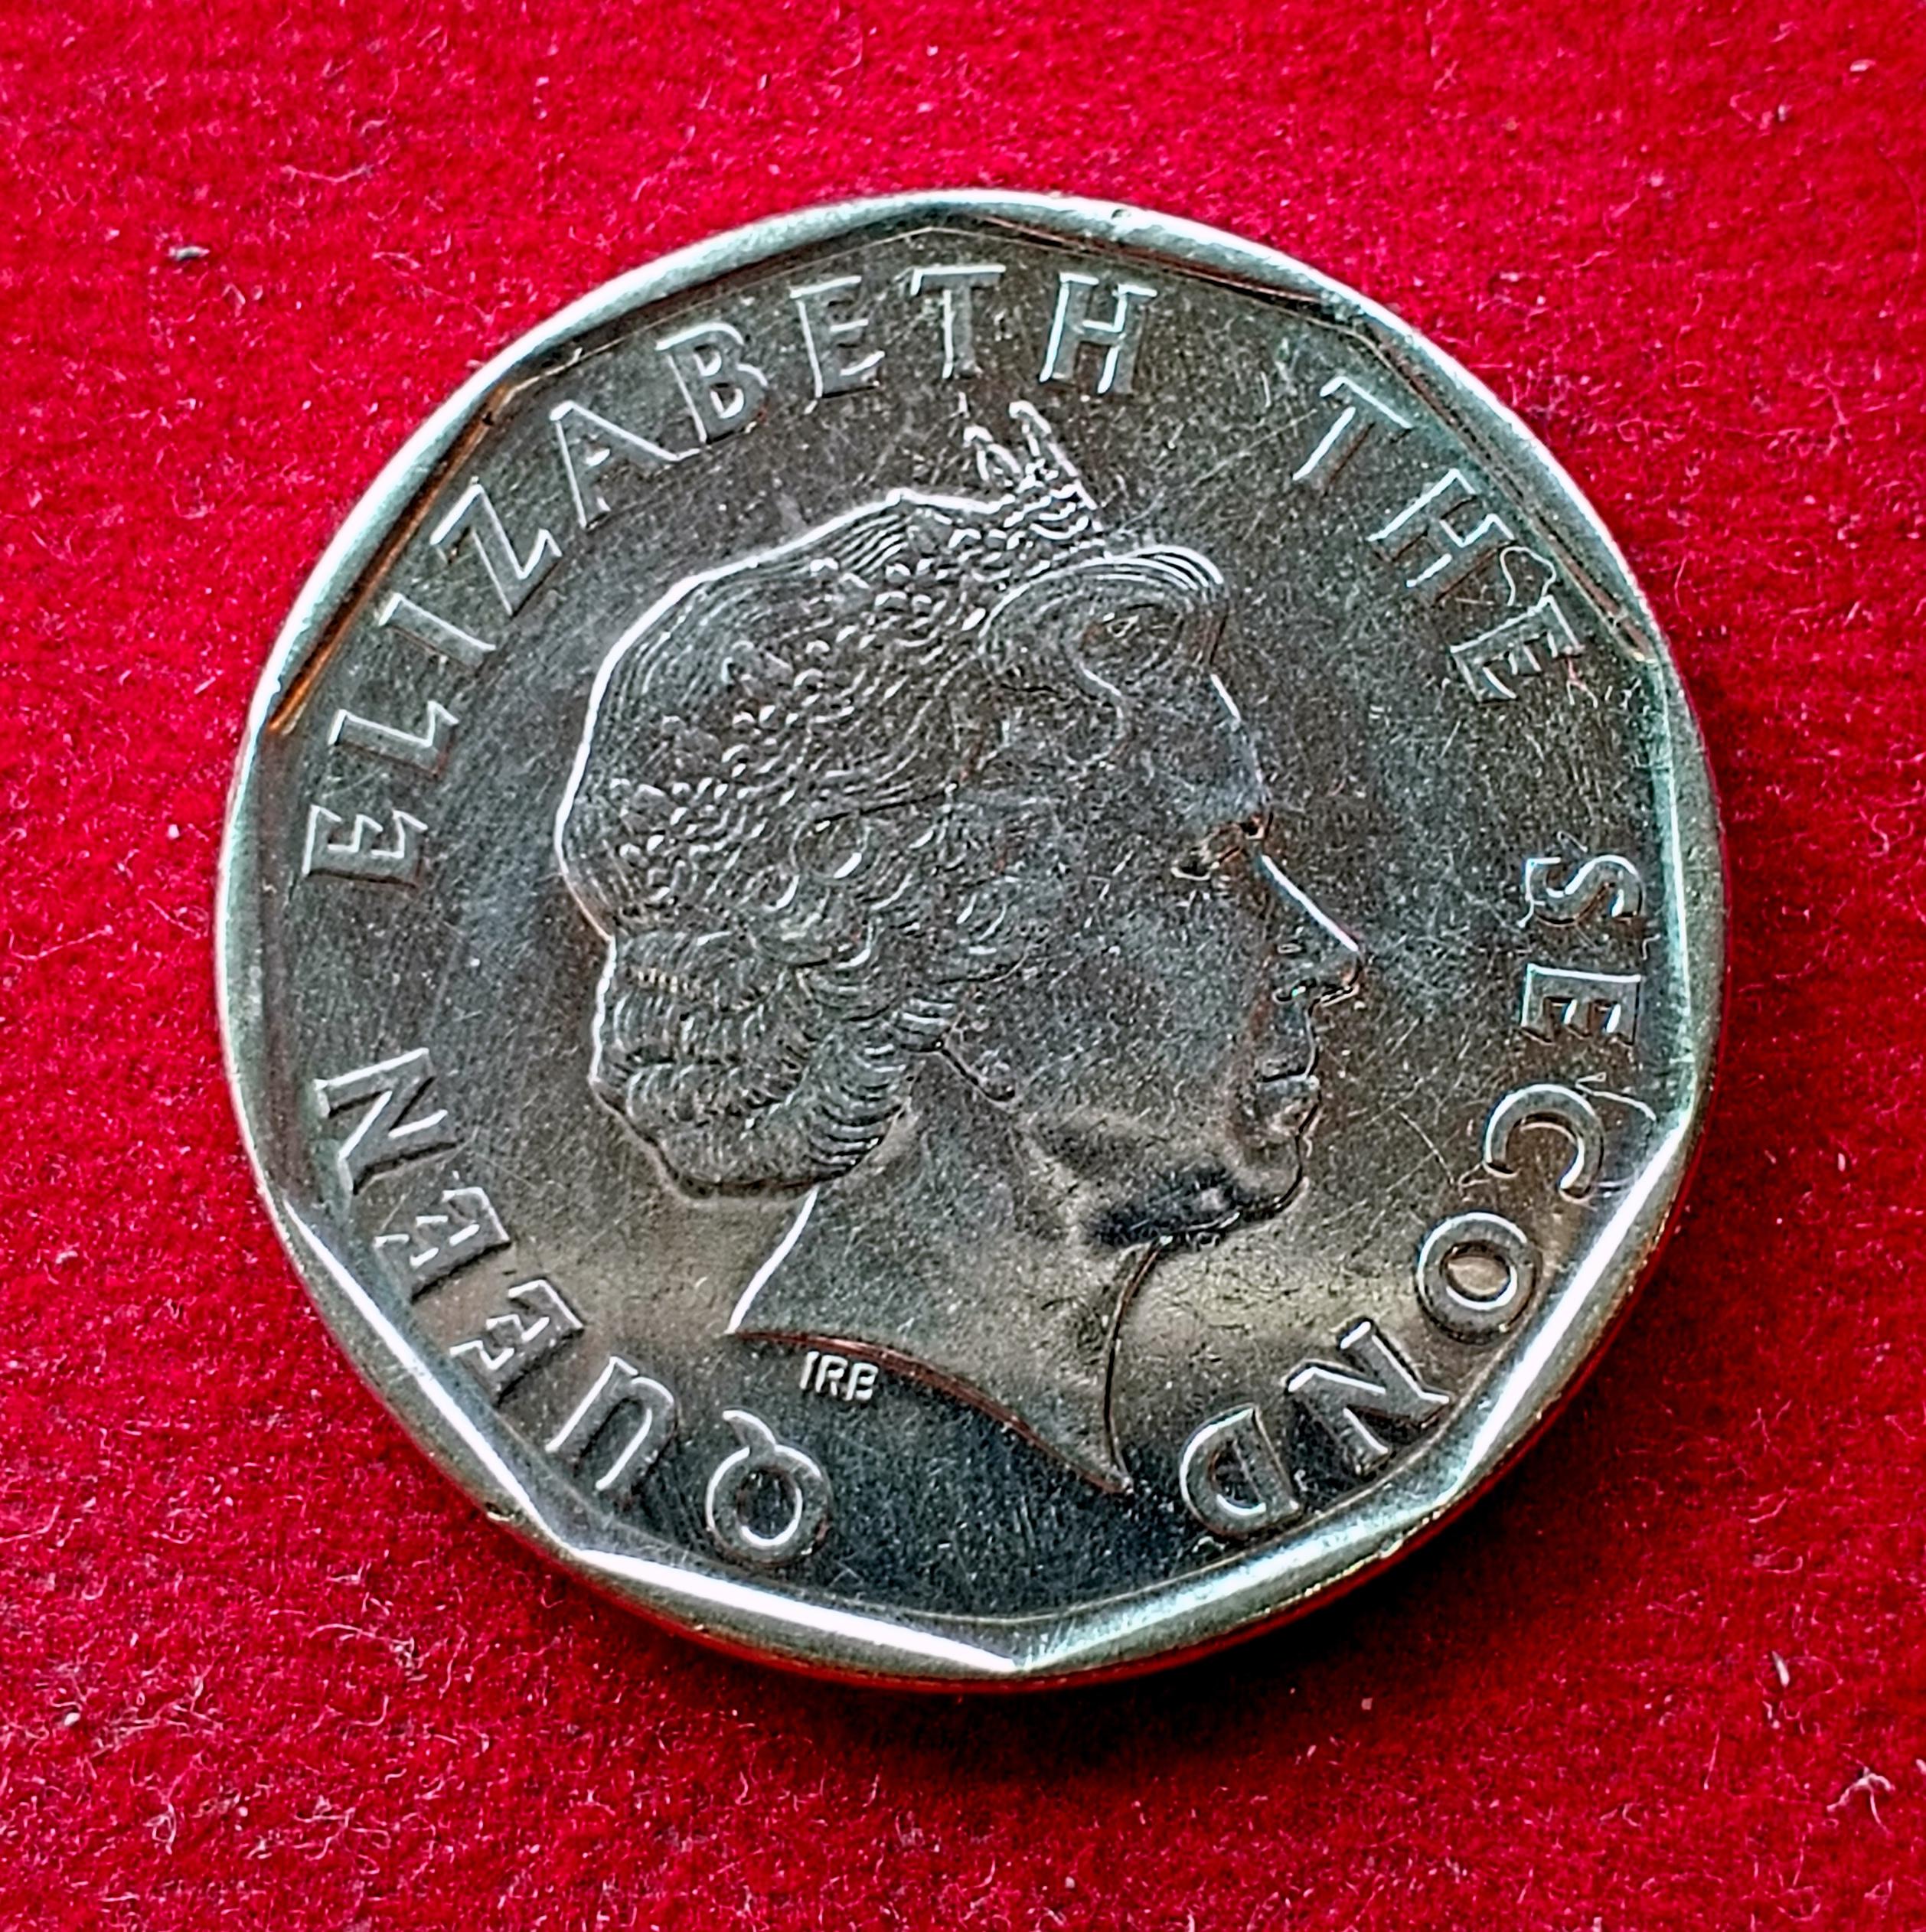 QUEEN ELIZABETH THE SECOND
IRB